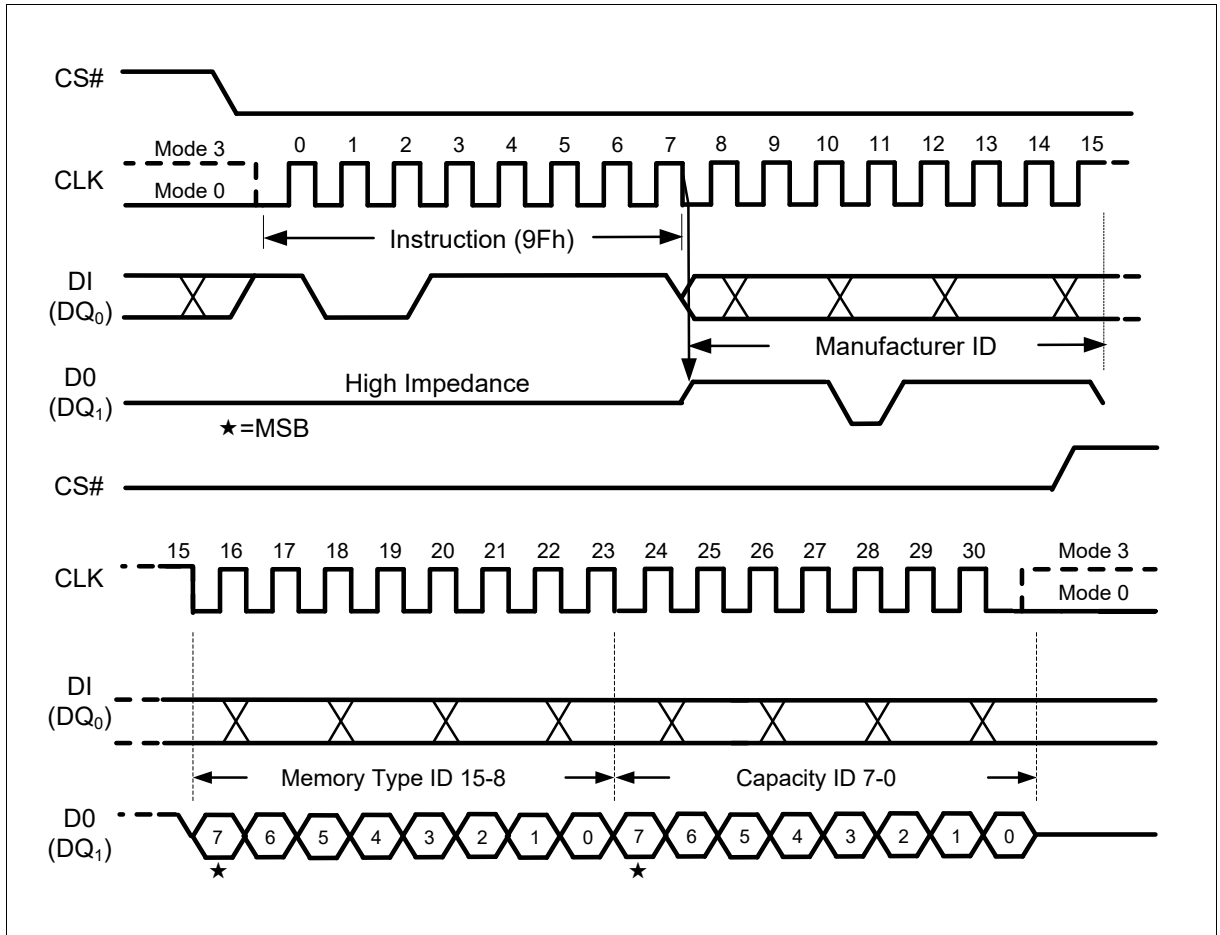 CS#
Mode 3
0 1 2 3 4 5 6 7 8 9 10 11 12 13 14 15
CLK
Mode 0
Instruction (9Fh)
DI
(DQ0)
Manufacturer ID
D0
(DQ1)
High Impedance
★=MSB
CS#
15 16 17 18 19 20 21 22 23 24 25 26 27 28 29 30
Mode 3
CLK
Mode 0
DI
(DQ0)
Memory Type ID 15-8
Capacity ID 7-0
D0
(DQ1)
7 6 5 4 3 2 1 0 7 6 5 4 3 2 1 0
★ ★